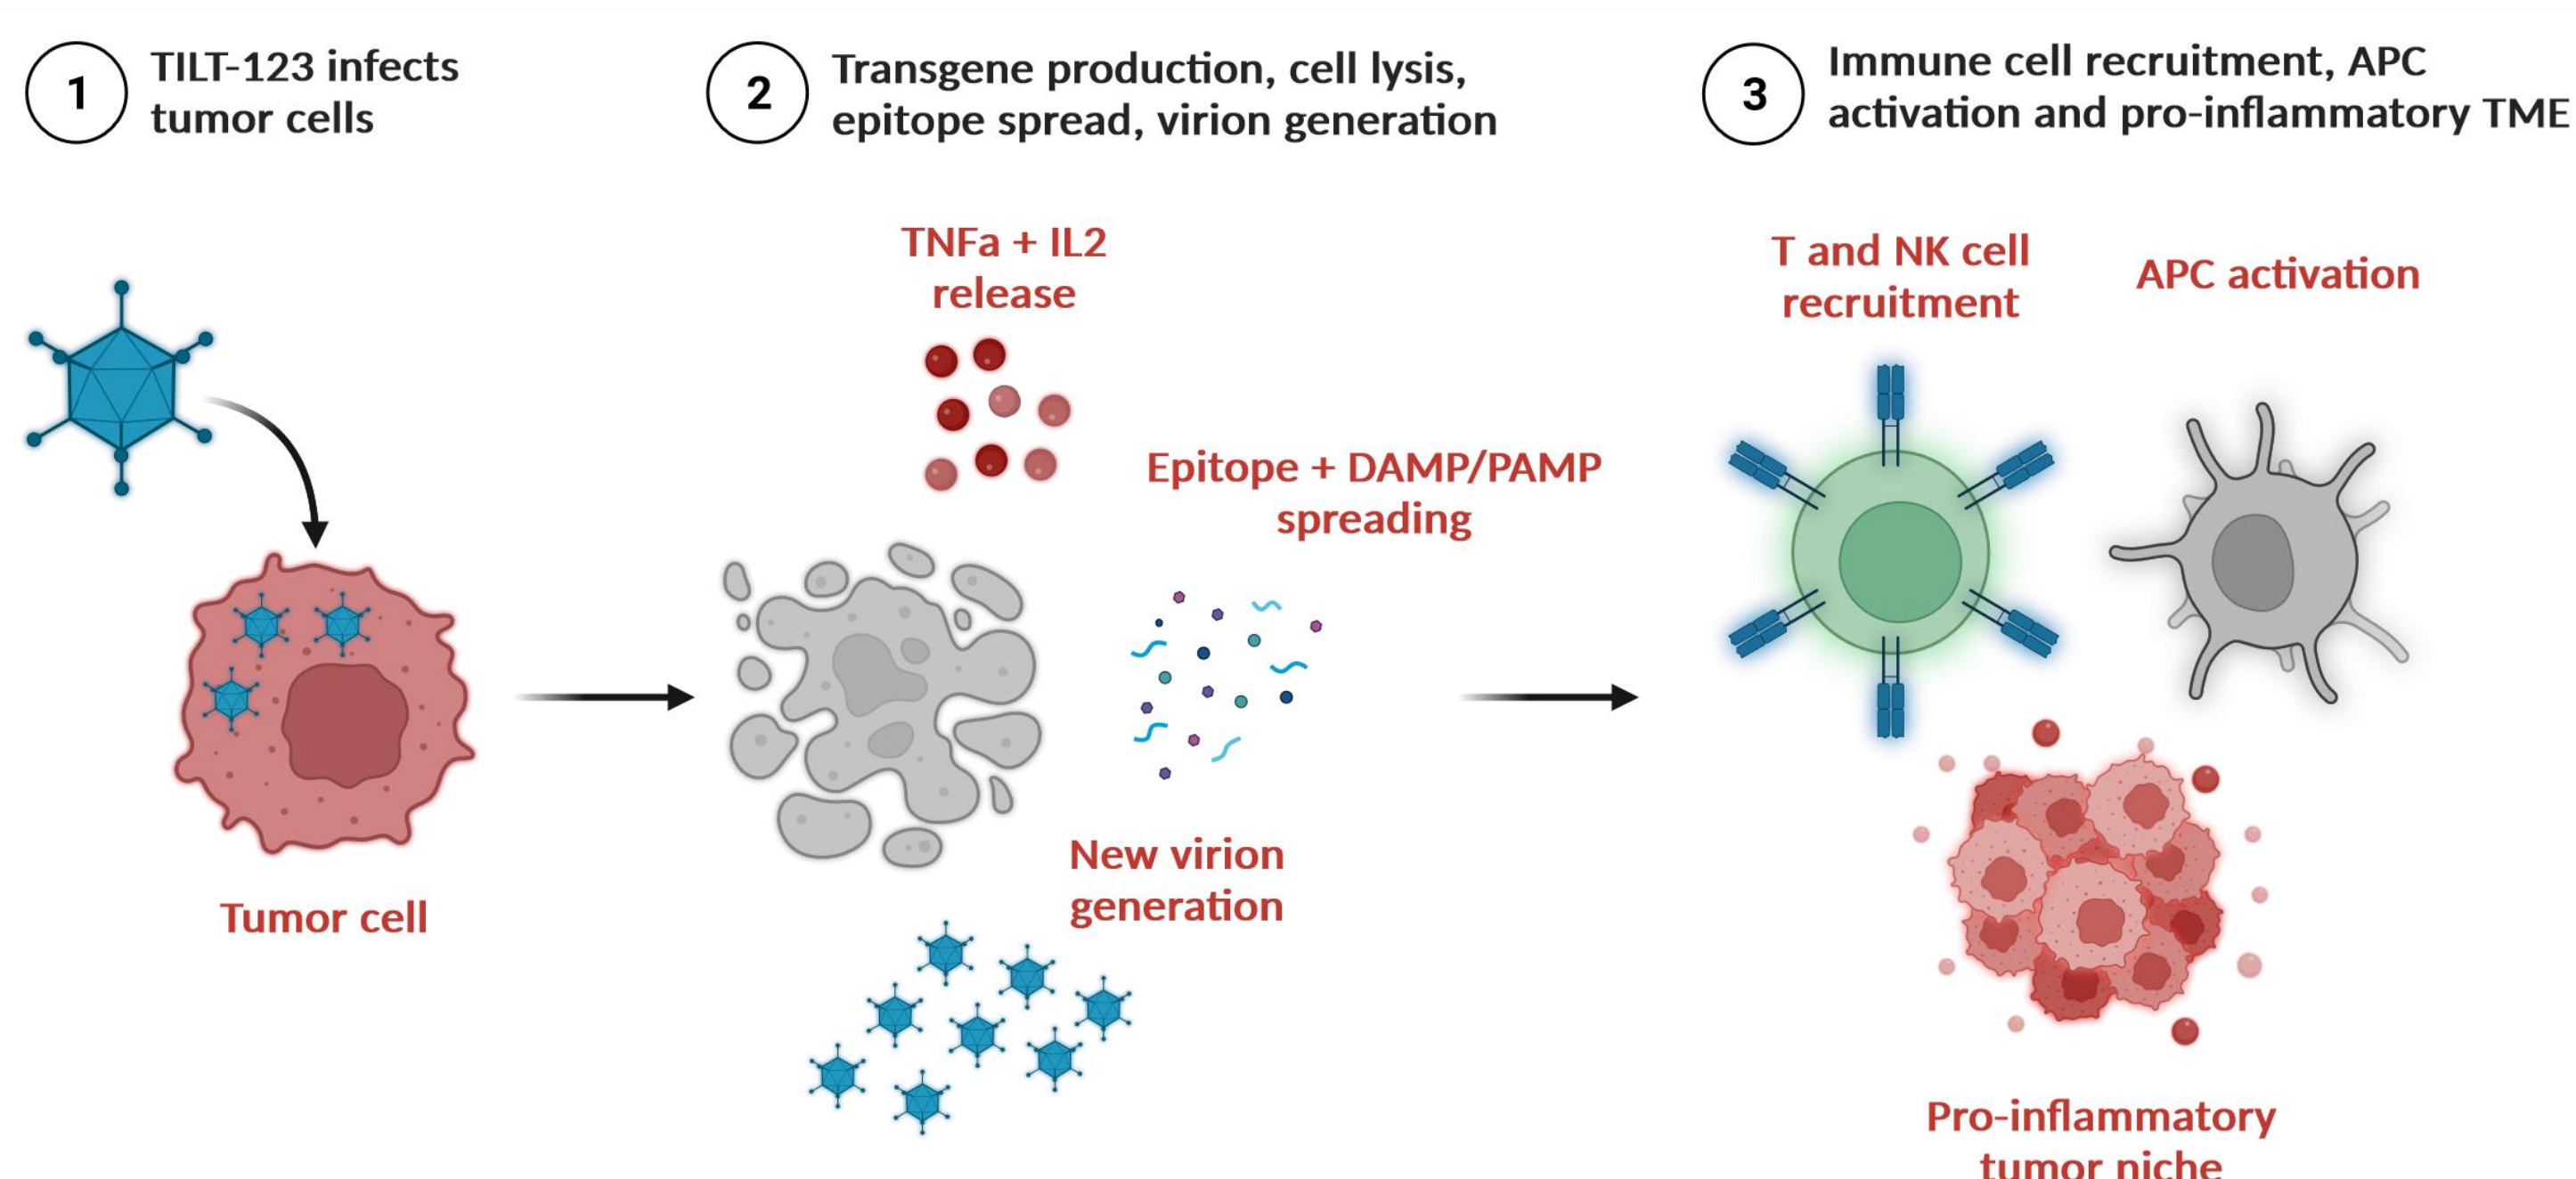 1
TILT-123 infects
tumor cells
2
Transgene production, cell lysis,
epitope spread, virion generation
3
Immune cell recruitment, APC
activation and pro-inflammatory TME
TNFa + IL2
release
Epitope + DAMP/PAMP
spreading
New virion
generation
Tumor cell
T and NK cell
recruitment
APC activation
Pro-inflammatory
tumor niche